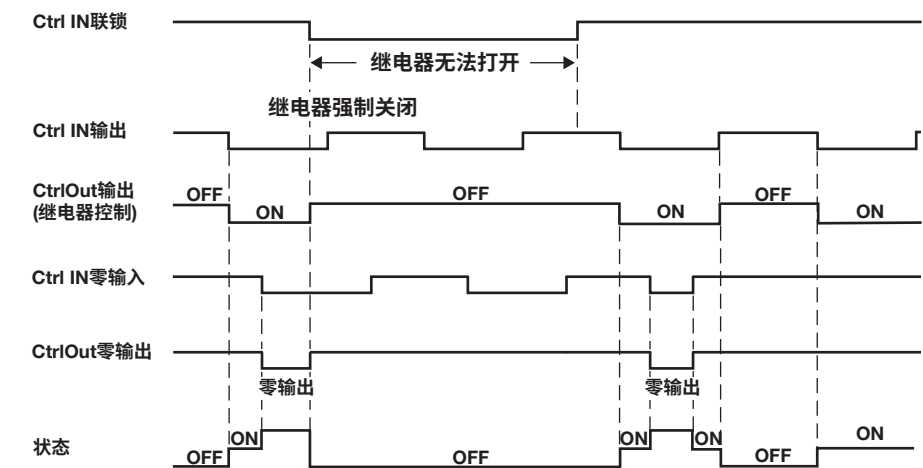 Ctrl IN联锁
继电器无法打开
继电器强制关闭
Ctrl IN输出
CtrlOut输出
(继电器控制)
OFF
ON
OFF
ON
OFF
ON
Ctrl IN零输入
CtrlOut零输出
零输出
零输出
状态
OFF
ON
OFF
ON
ON
OFF
ON